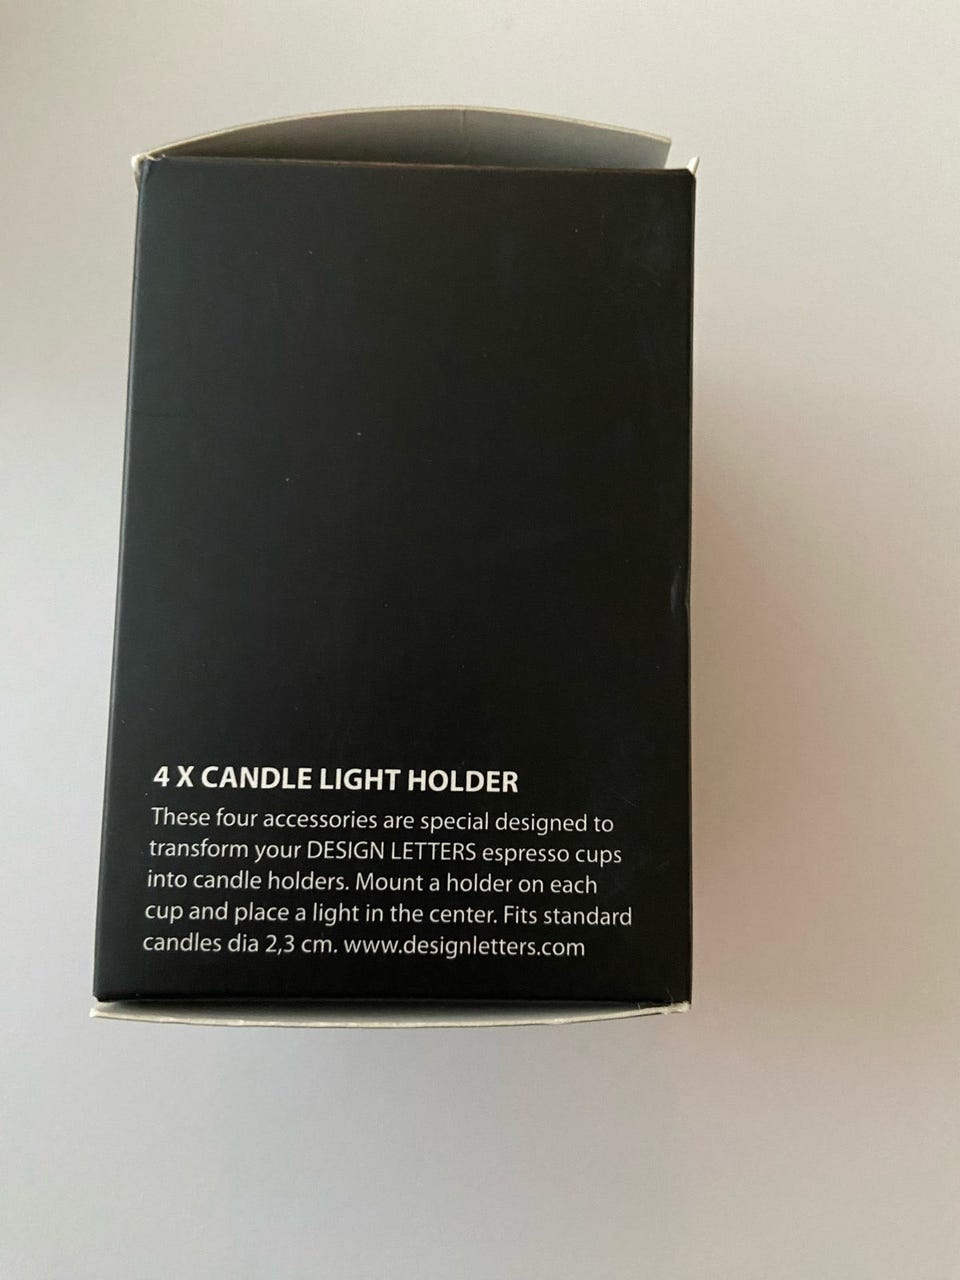 4 X CANDLE LIGHT HOLDER
These four accessories are special designed to
transform your DESIGN LETTERS espresso cups
into candle holders. Mount a holder on each
cup and place a light in the center. Fits standard
candles dia 2,3 cm. www.designletters.com